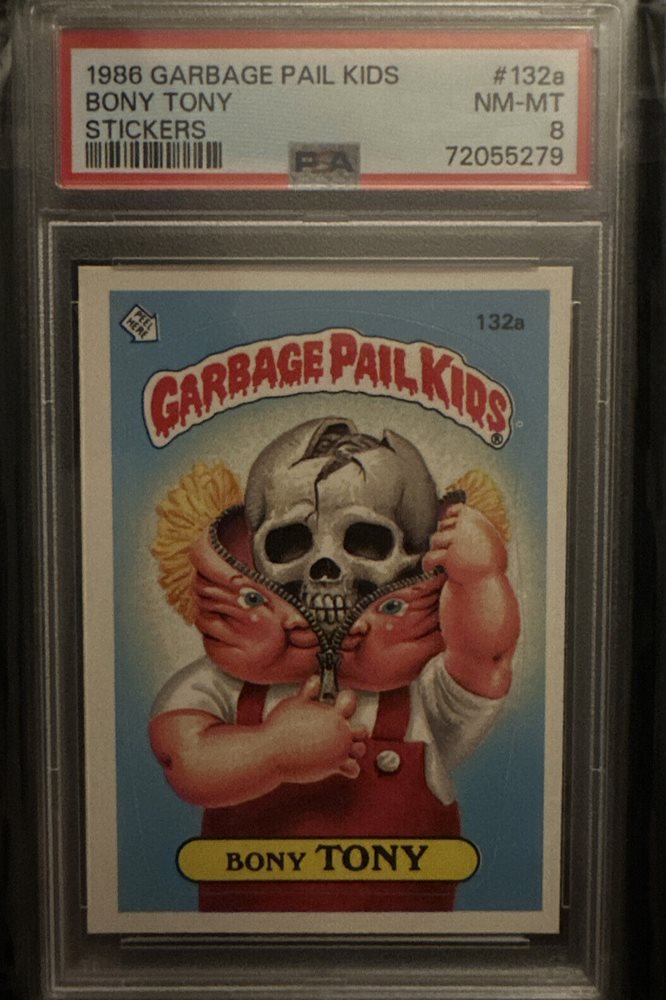 1986 GARBAGE PAIL KIDS #132a
BONY TONY NM-MT
STICKERS 8
PSA 72055279
PEEL
HERE
132a
GARBAGE PAIL KIDS®
BONY TONY